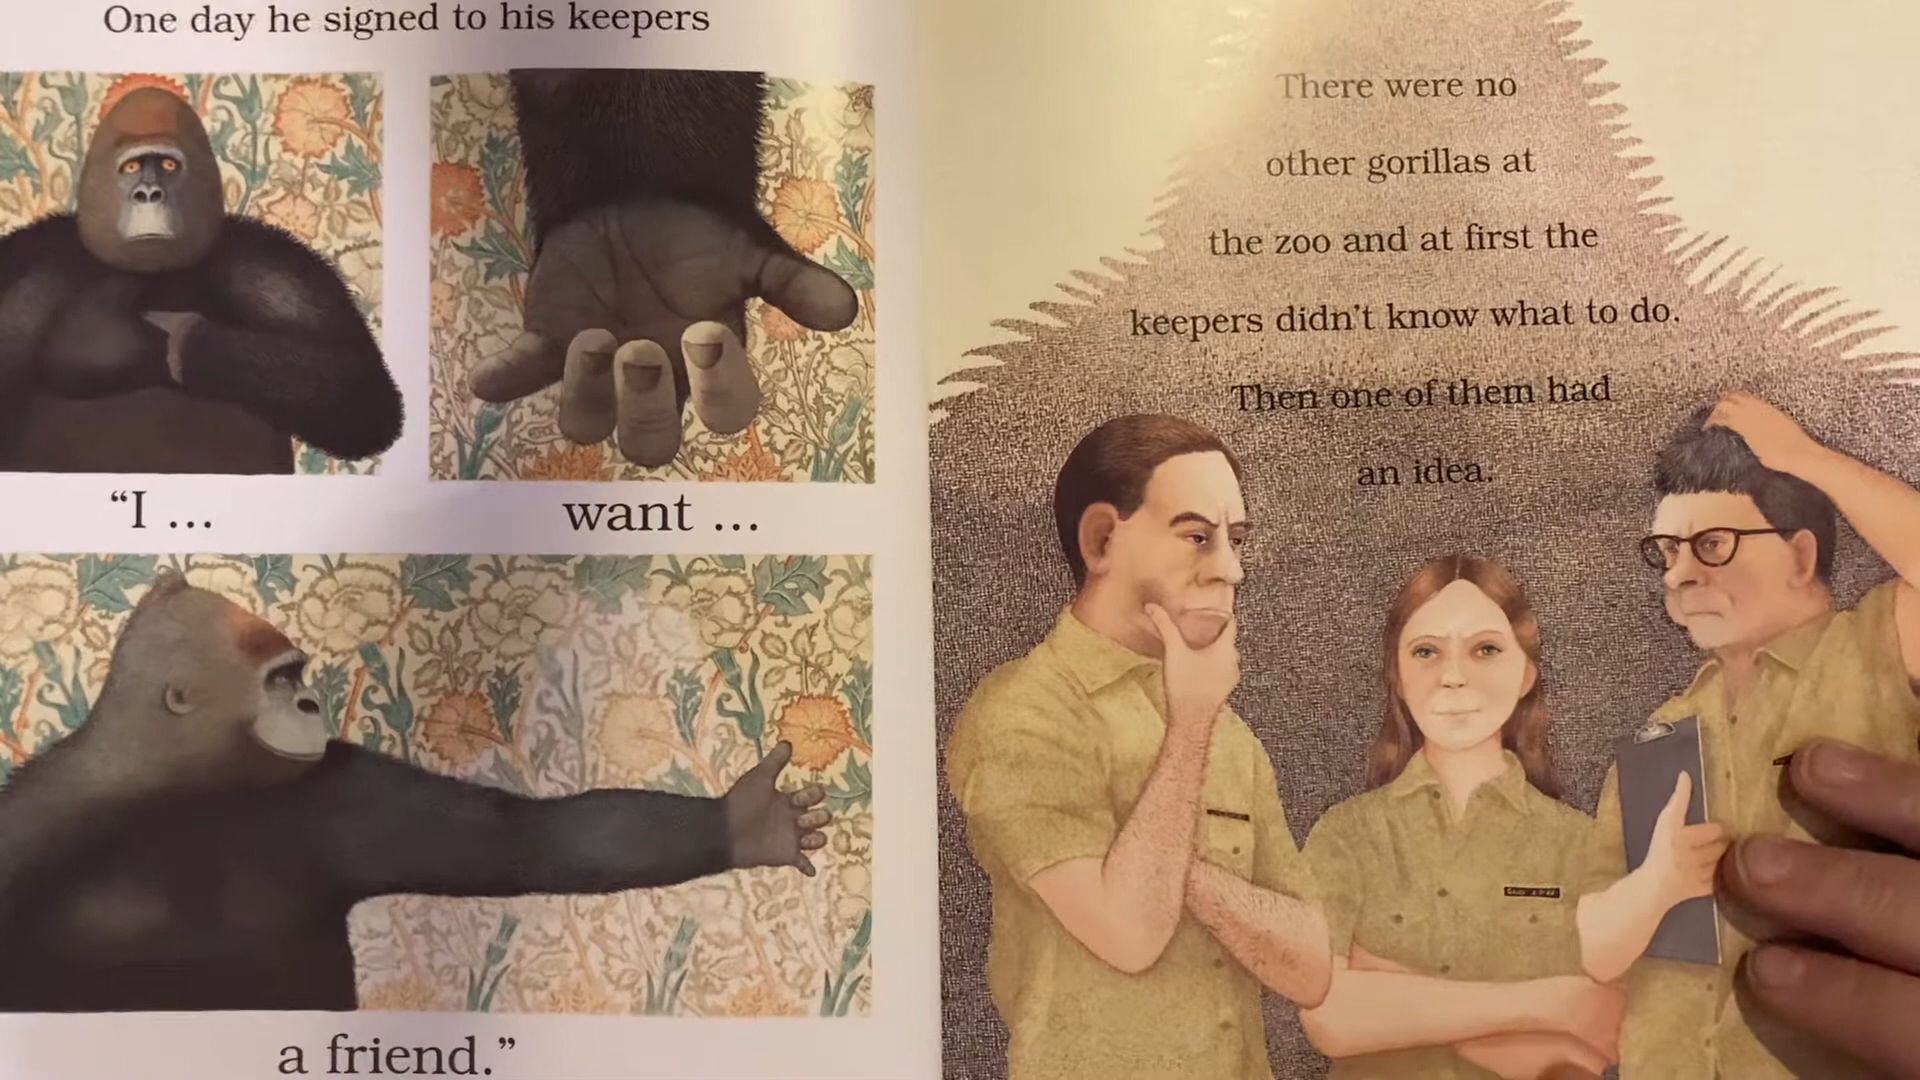 One day he signed to his keepers
“I ...
want ...
a friend.”
There were no
other gorillas at
the zoo and at first the
keepers didn’t know what to do.
Then one of them had
an idea.